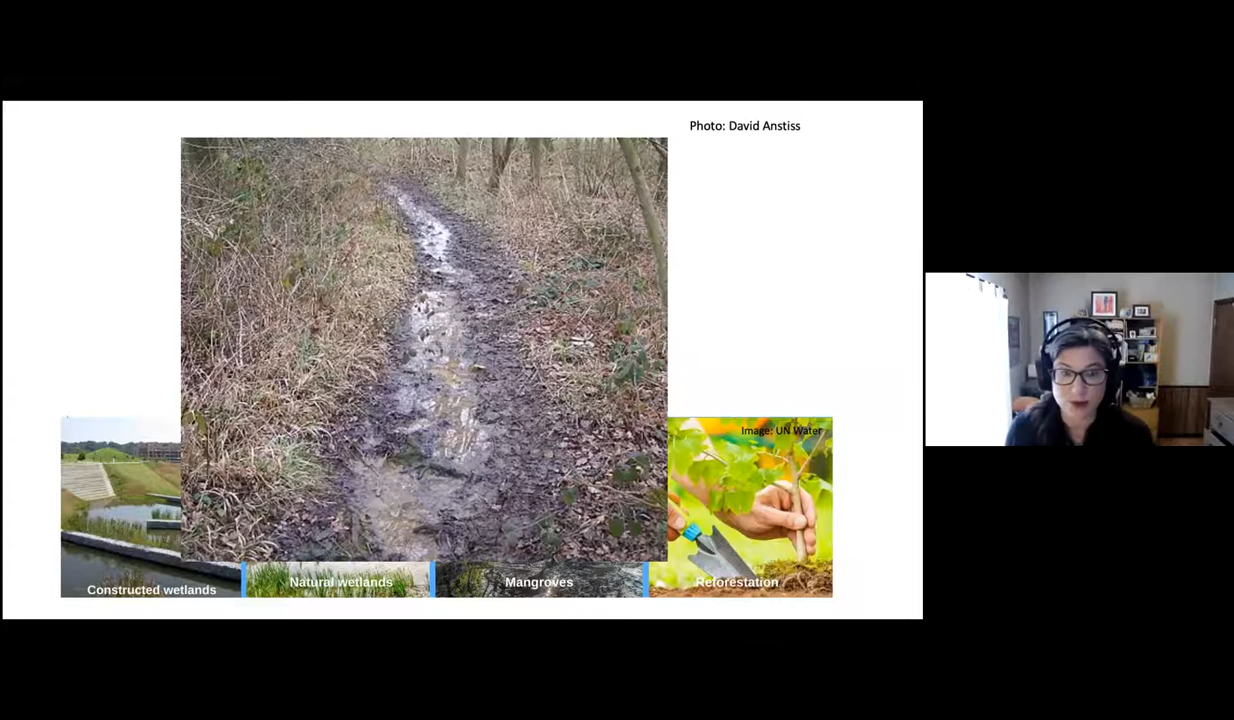 Photo: David Anstiss
Image: UN Water
Constructed wetlands
Natural wetlands
Mangroves
Reforestation